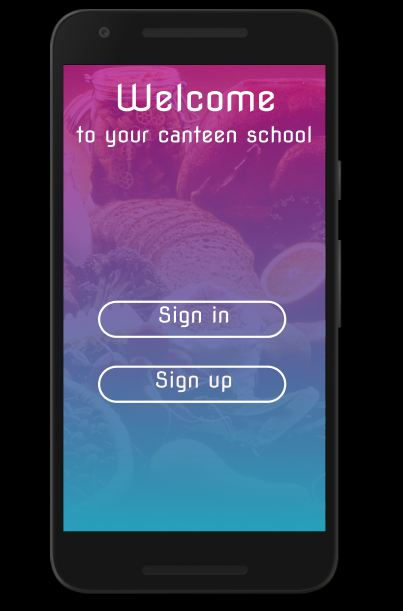 Welcome
to your canteen school
Sign in
Sign up